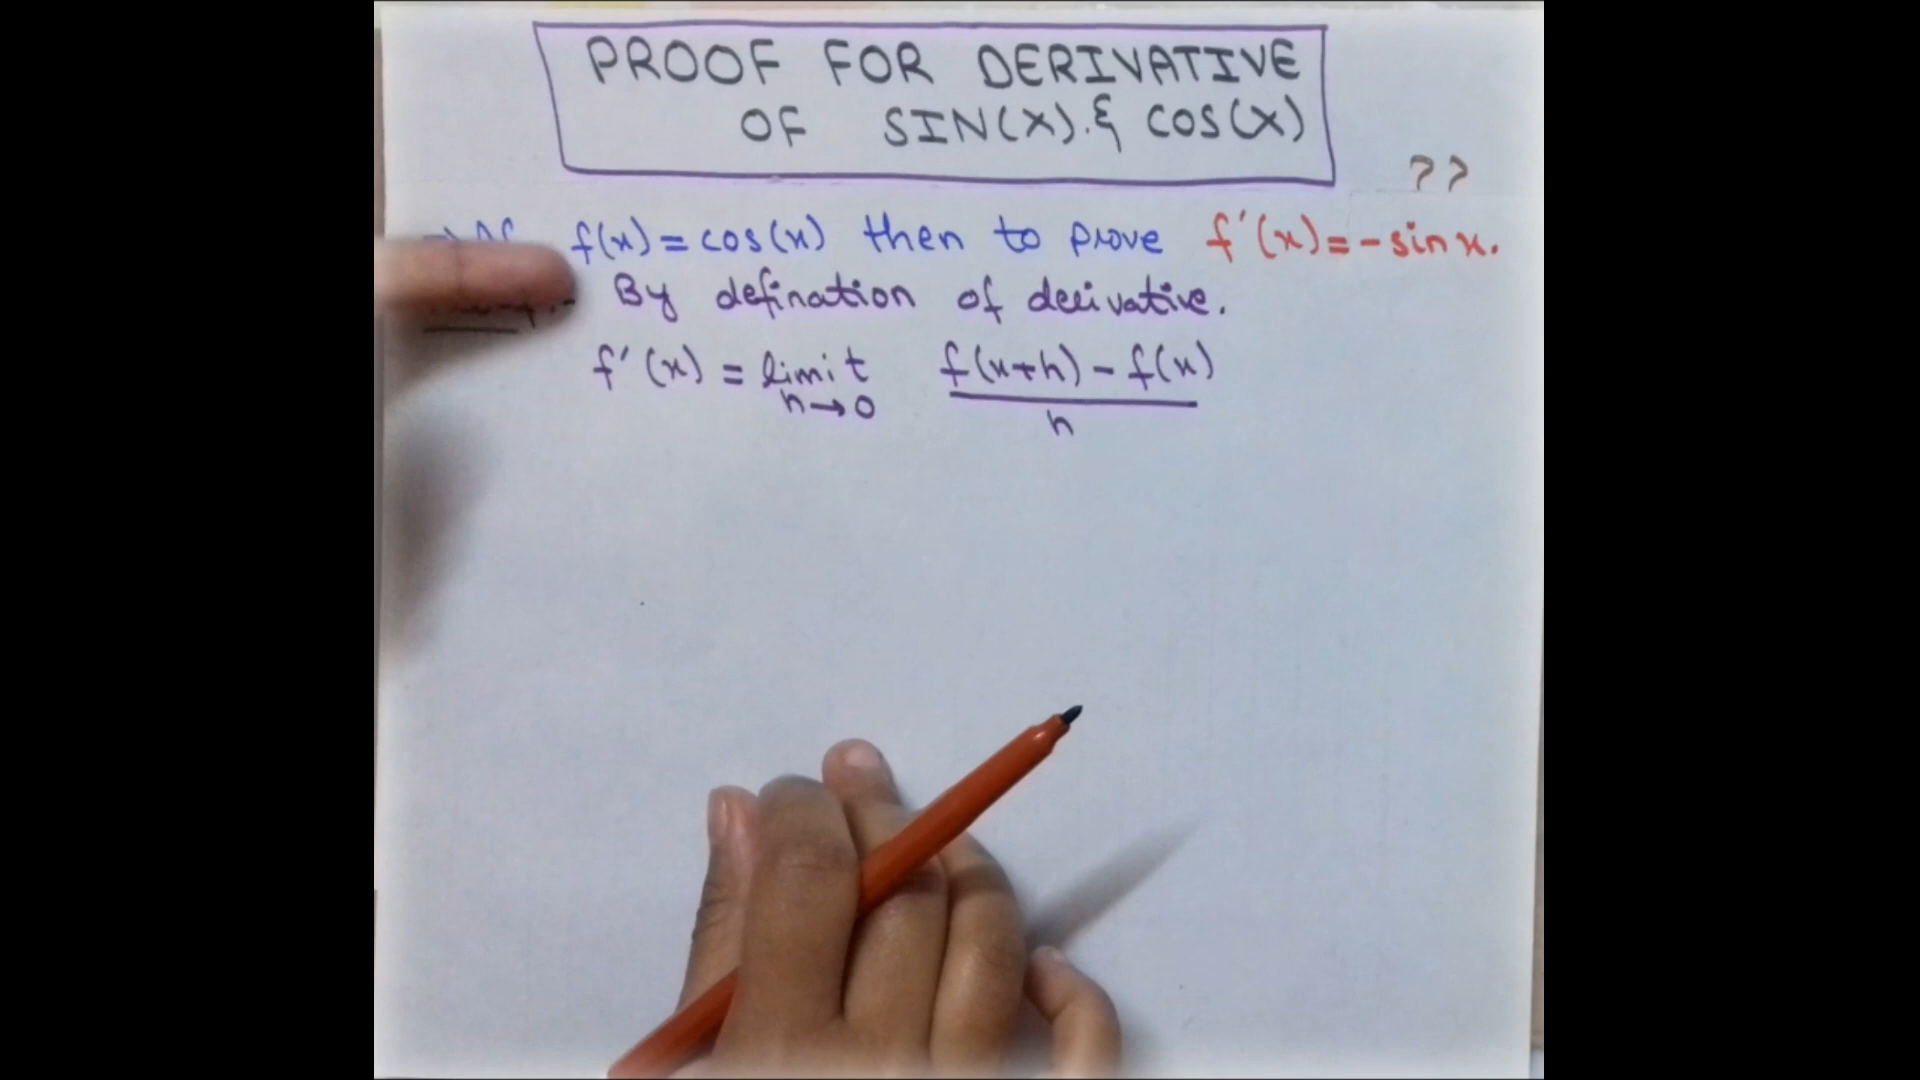 PROOF FOR DERIVATIVE
OF SIN(X). & COS(X)
??
f(x) = cos(x) then to prove f'(x) = - sin x.
By defination of derivative.
f'(x) = limit f(x+h) - f(x)
h→0 h